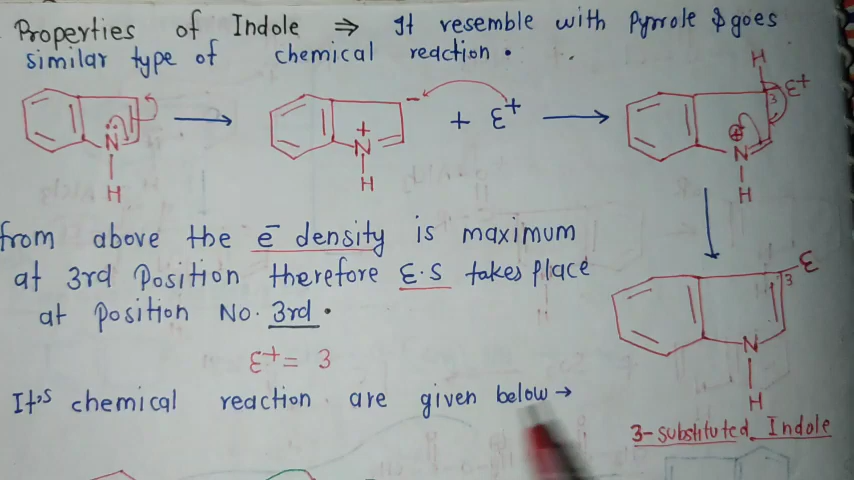 Properties of Indole ⇒ It resemble with Pyrrole & goes
similar type of chemical reaction.
N
H
+
N
H
-
+ ε+
H
3
ε+
⊕
N
H
from above the e̅ density is maximum
at 3rd Position therefore ε.s takes place
at position No. 3rd.
ε+ = 3
It's chemical reaction are given below →
3
ε
N
H
3-substituted Indole